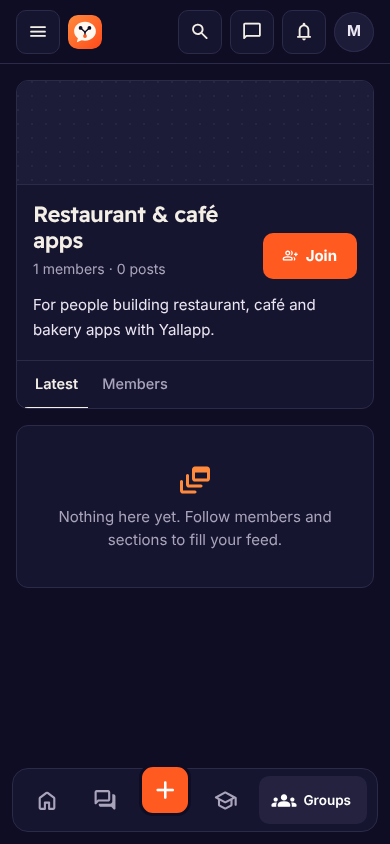 M
Restaurant & café
apps
1 members · 0 posts
Join
For people building restaurant, café and
bakery apps with Yallapp.
Latest
Members
Nothing here yet. Follow members and
sections to fill your feed.
Groups